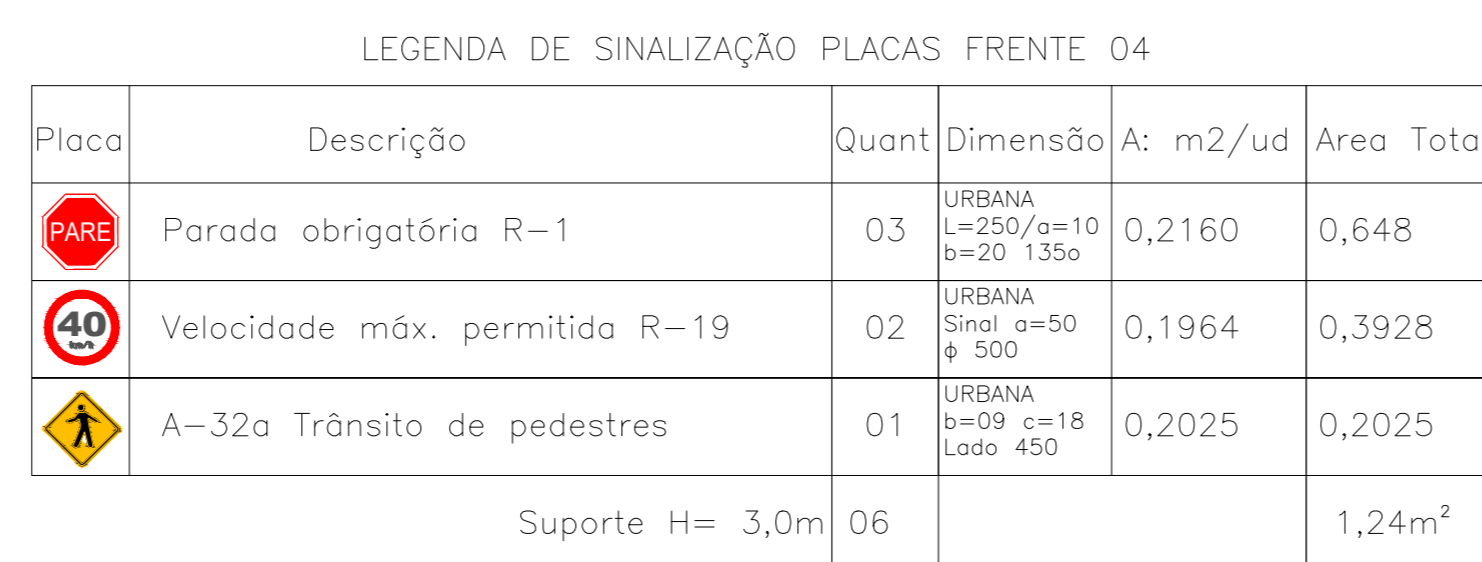 LEGENDA DE SINALIZAÇÃO PLACAS FRENTE 04
Placa Descrição Quant Dimensão A: m2/ud Area Tota
PARE Parada obrigatória R-1 03 URBANA L=250/a=10 b=20 135o 0,2160 0,648
40 km/h Velocidade máx. permitida R-19 02 URBANA Sinal a=50 ϕ 500 0,1964 0,3928
A-32a Trânsito de pedestres 01 URBANA b=09 c=18 Lado 450 0,2025 0,2025
Suporte H= 3,0m 06 1,24m²